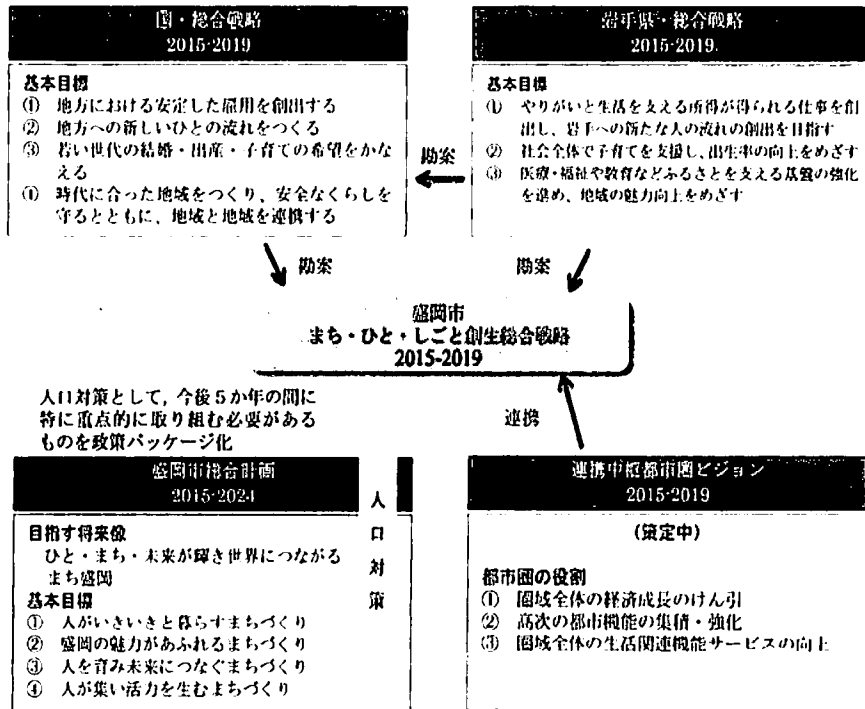 国・総合戦略
2015-2019
基本目標
① 地方における安定した雇用を創出する
② 地方への新しいひとの流れをつくる
③ 若い世代の結婚・出産・子育ての希望をかな
える
④ 時代に合った地域をつくり、安全なくらしを
守るとともに、地域と地域を連携する
岩手県・総合戦略
2015-2019
基本目標
① やりがいと生活を支える所得が得られる仕事を創
出し、岩手への新たな人の流れの創出を目指す
② 社会全体で子育てを支援し、出生率の向上をめざす
③ 医療・福祉や教育などふるさとを支える基盤の強化
を進め、地域の魅力向上をめざす
勘案
勘案
勘案
盛岡市
まち・ひと・しごと創生総合戦略
2015-2019
人口対策として，今後５か年の間に
特に重点的に取り組む必要がある
ものを政策パッケージ化
連携
盛岡市総合計画
2015-2024
人口対策
目指す将来像
ひと・まち・未来が輝き世界につながる
まち盛岡
基本目標
① 人がいきいきと暮らすまちづくり
② 盛岡の魅力があふれるまちづくり
③ 人を育み未来につなぐまちづくり
④ 人が集い活力を生むまちづくり
連携中枢都市圏ビジョン
2015-2019
(策定中)
都市圏の役割
① 圏域全体の経済成長のけん引
② 高次の都市機能の集積・強化
③ 圏域全体の生活関連機能サービスの向上